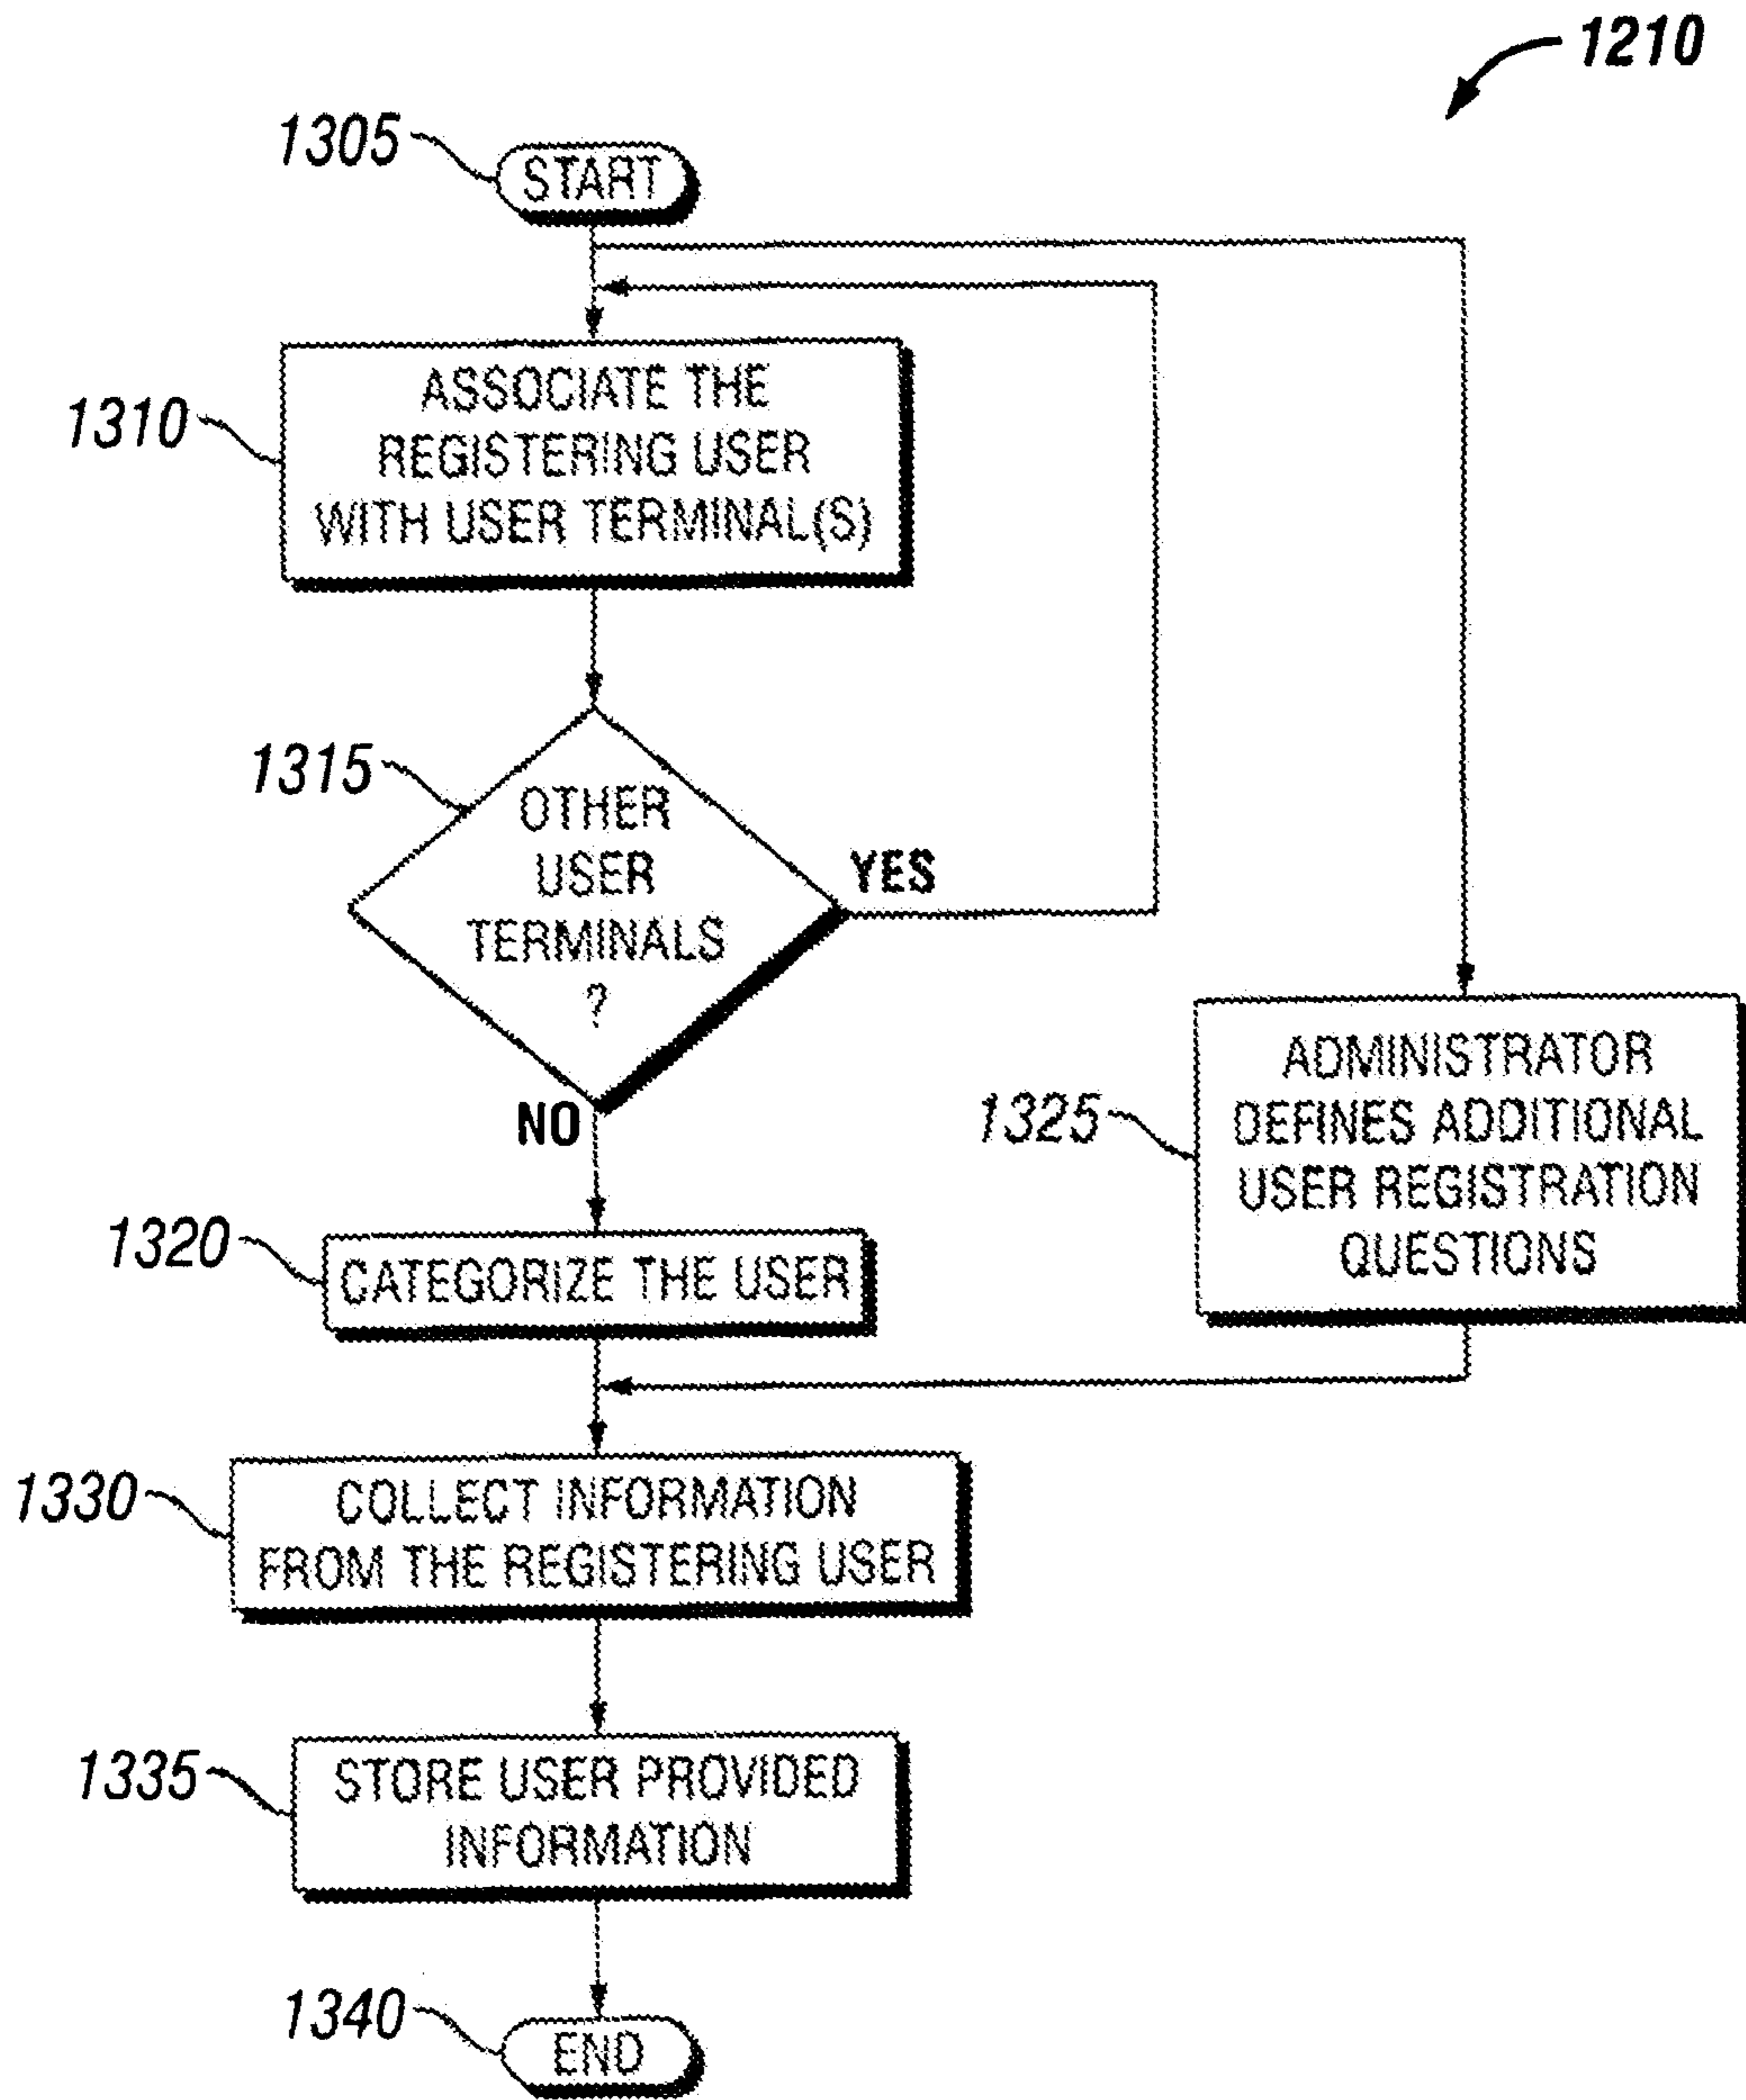 1210
1305
START
1310
ASSOCIATE THE
REGISTERING USER
WITH USER TERMINAL(S)
1315
OTHER
USER
TERMINALS
?
YES
NO
1325
ADMINISTRATOR
DEFINES ADDITIONAL
USER REGISTRATION
QUESTIONS
1320
CATEGORIZE THE USER
1330
COLLECT INFORMATION
FROM THE REGISTERING USER
1335
STORE USER PROVIDED
INFORMATION
1340
END